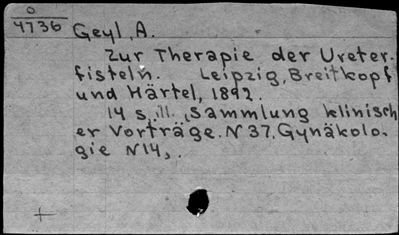 O
4736
Geyl, A.
Zur Therapie der Ureter-
fisteln. Leipzig, Breitkopf
und Härtel, 1892.
14 s. ill. Sammlung klinisch
er Vorträge. N 37. Gynäkolo-
gie N 14,.